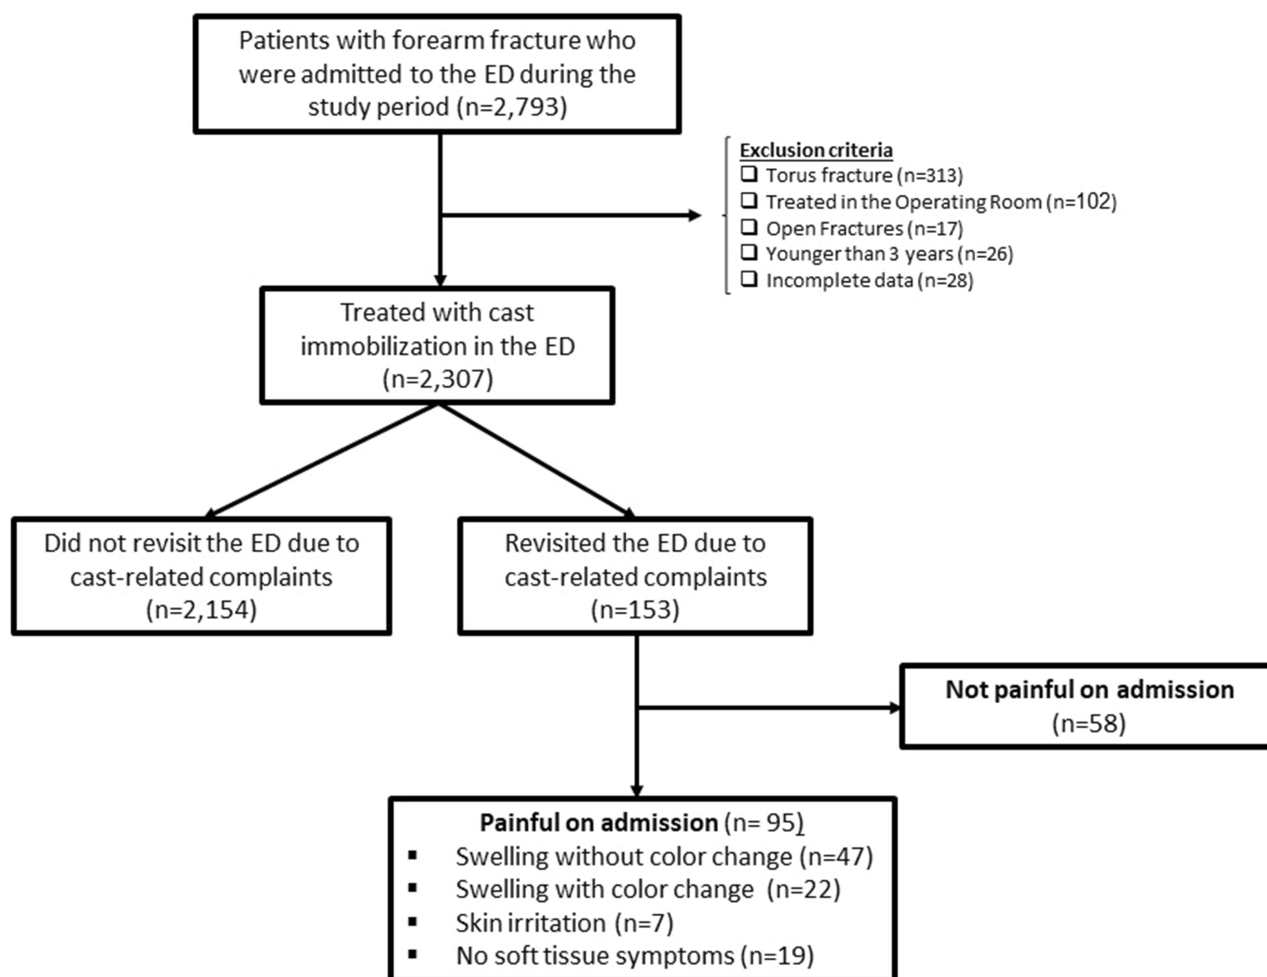 Patients with forearm fracture who
were admitted to the ED during the
study period (n=2,793)
Exclusion criteria
Torus fracture (n=313)
Treated in the Operating Room (n=102)
Open Fractures (n=17)
Younger than 3 years (n=26)
Incomplete data (n=28)
Treated with cast
immobilization in the ED
(n=2,307)
Did not revisit the ED due to
cast-related complaints
(n=2,154)
Revisited the ED due to
cast-related complaints
(n=153)
Not painful on admission
(n=58)
Painful on admission (n= 95)
Swelling without color change (n=47)
Swelling with color change (n=22)
Skin irritation (n=7)
No soft tissue symptoms (n=19)